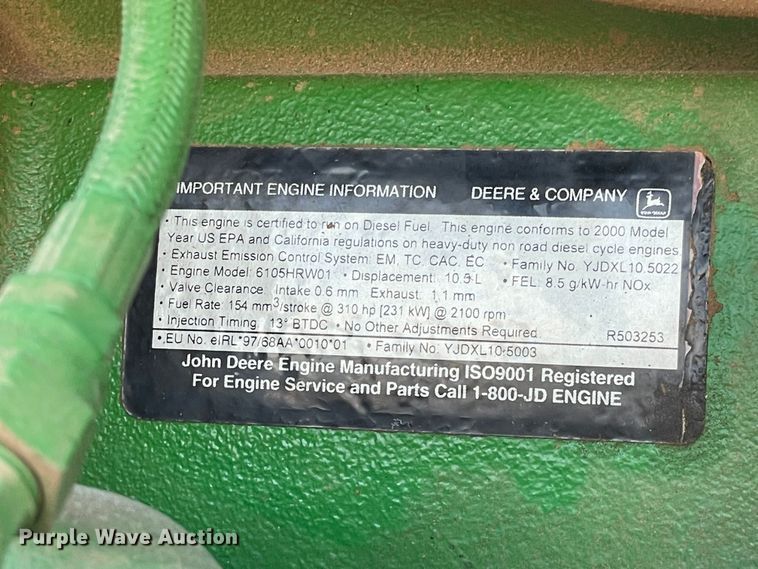 IMPORTANT ENGINE INFORMATION DEERE & COMPANY
• This engine is certified to run on Diesel Fuel. This engine conforms to 2000 Model
Year US EPA and California regulations on heavy-duty non road diesel cycle engines
• Exhaust Emission Control System: EM, TC, CAC, EC • Family No. YJDXL10.5022
• Engine Model: 6105HRW01 • Displacement: 10.5 L • FEL: 8.5 g/kW-hr NOx
• Valve Clearance: Intake 0.6 mm Exhaust: 1.1 mm
• Fuel Rate: 154 mm³/stroke @ 310 hp [231 kW] @ 2100 rpm
• Injection Timing: 13° BTDC • No Other Adjustments Required R503253
• EU No. eIRL*97/68AA*0010*01 • Family No: YJDXL10.5003
John Deere Engine Manufacturing ISO9001 Registered
For Engine Service and Parts Call 1-800-JD ENGINE
Purple Wave Auction